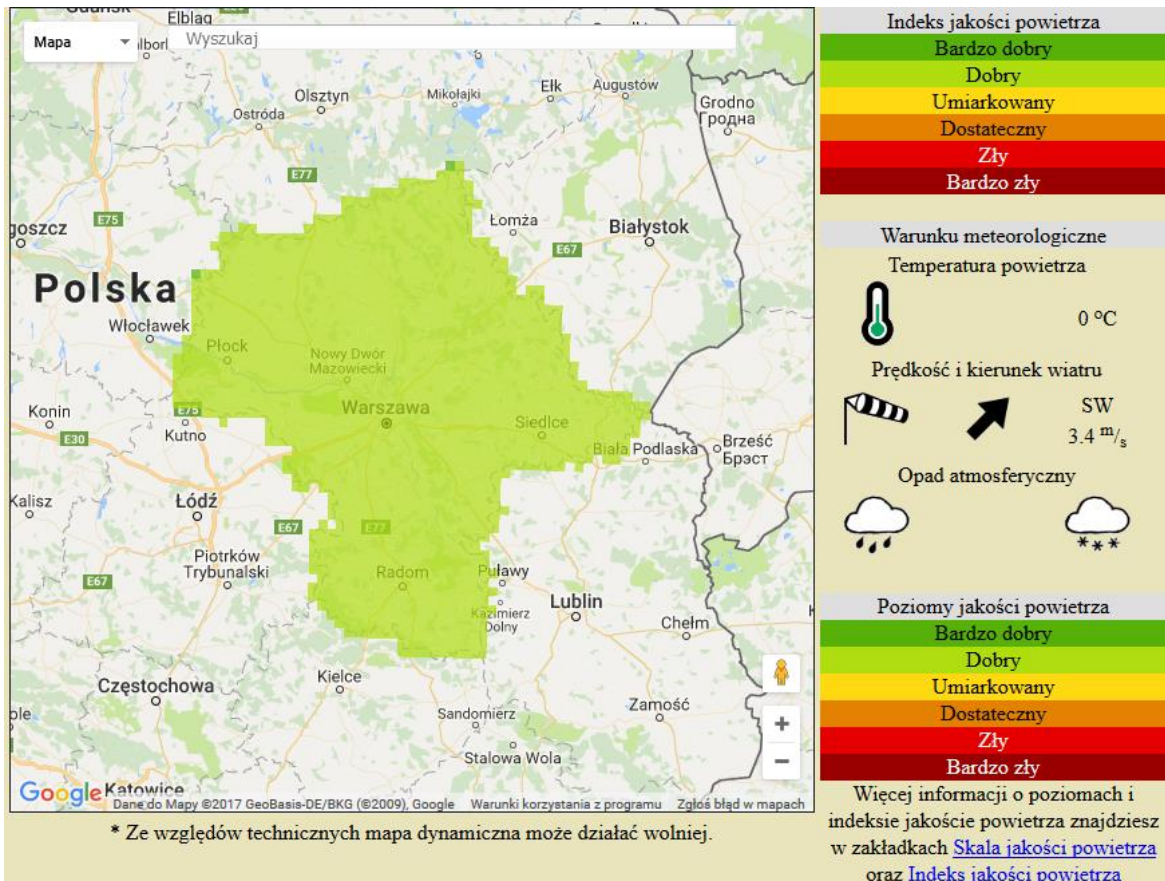 Elbląg
Mapa
Wyszukaj
Olsztyn
Ostróda
Mikołajki
Ełk
Augustów
Grodno
Гродна
E77
Łomża
Białystok
E75
goszcz
E67
Polska
Włocławek
Płock
Nowy Dwór
Mazowiecki
Konin
E75
Warszawa
Siedlce
E30
Kutno
Biała Podlaska
Brześć
Брэст
Kalisz
Łódź
E67
E77
Piotrków
Trybunalski
E67
Radom
Puławy
Kazimierz
Dolny
Lublin
Chełm
Kielce
Częstochowa
Zamość
Sandomierz
Stalowa Wola
ole
Google
Katowice
Dane do Mapy ©2017 GeoBasis-DE/BKG (©2009), Google
Warunki korzystania z programu
Zgłoś błąd w mapach
* Ze względów technicznych mapa dynamiczna może działać wolniej.
Indeks jakości powietrza
Bardzo dobry
Dobry
Umiarkowany
Dostateczny
Zły
Bardzo zły
Warunku meteorologiczne
Temperatura powietrza
0 °C
Prędkość i kierunek wiatru
SW
3.4 m/s
Opad atmosferyczny
Poziomy jakości powietrza
Bardzo dobry
Dobry
Umiarkowany
Dostateczny
Zły
Bardzo zły
Więcej informacji o poziomach i
indeksie jakoście powietrza znajdziesz
w zakładkach Skala jakości powietrza
oraz Indeks jakości powietrza